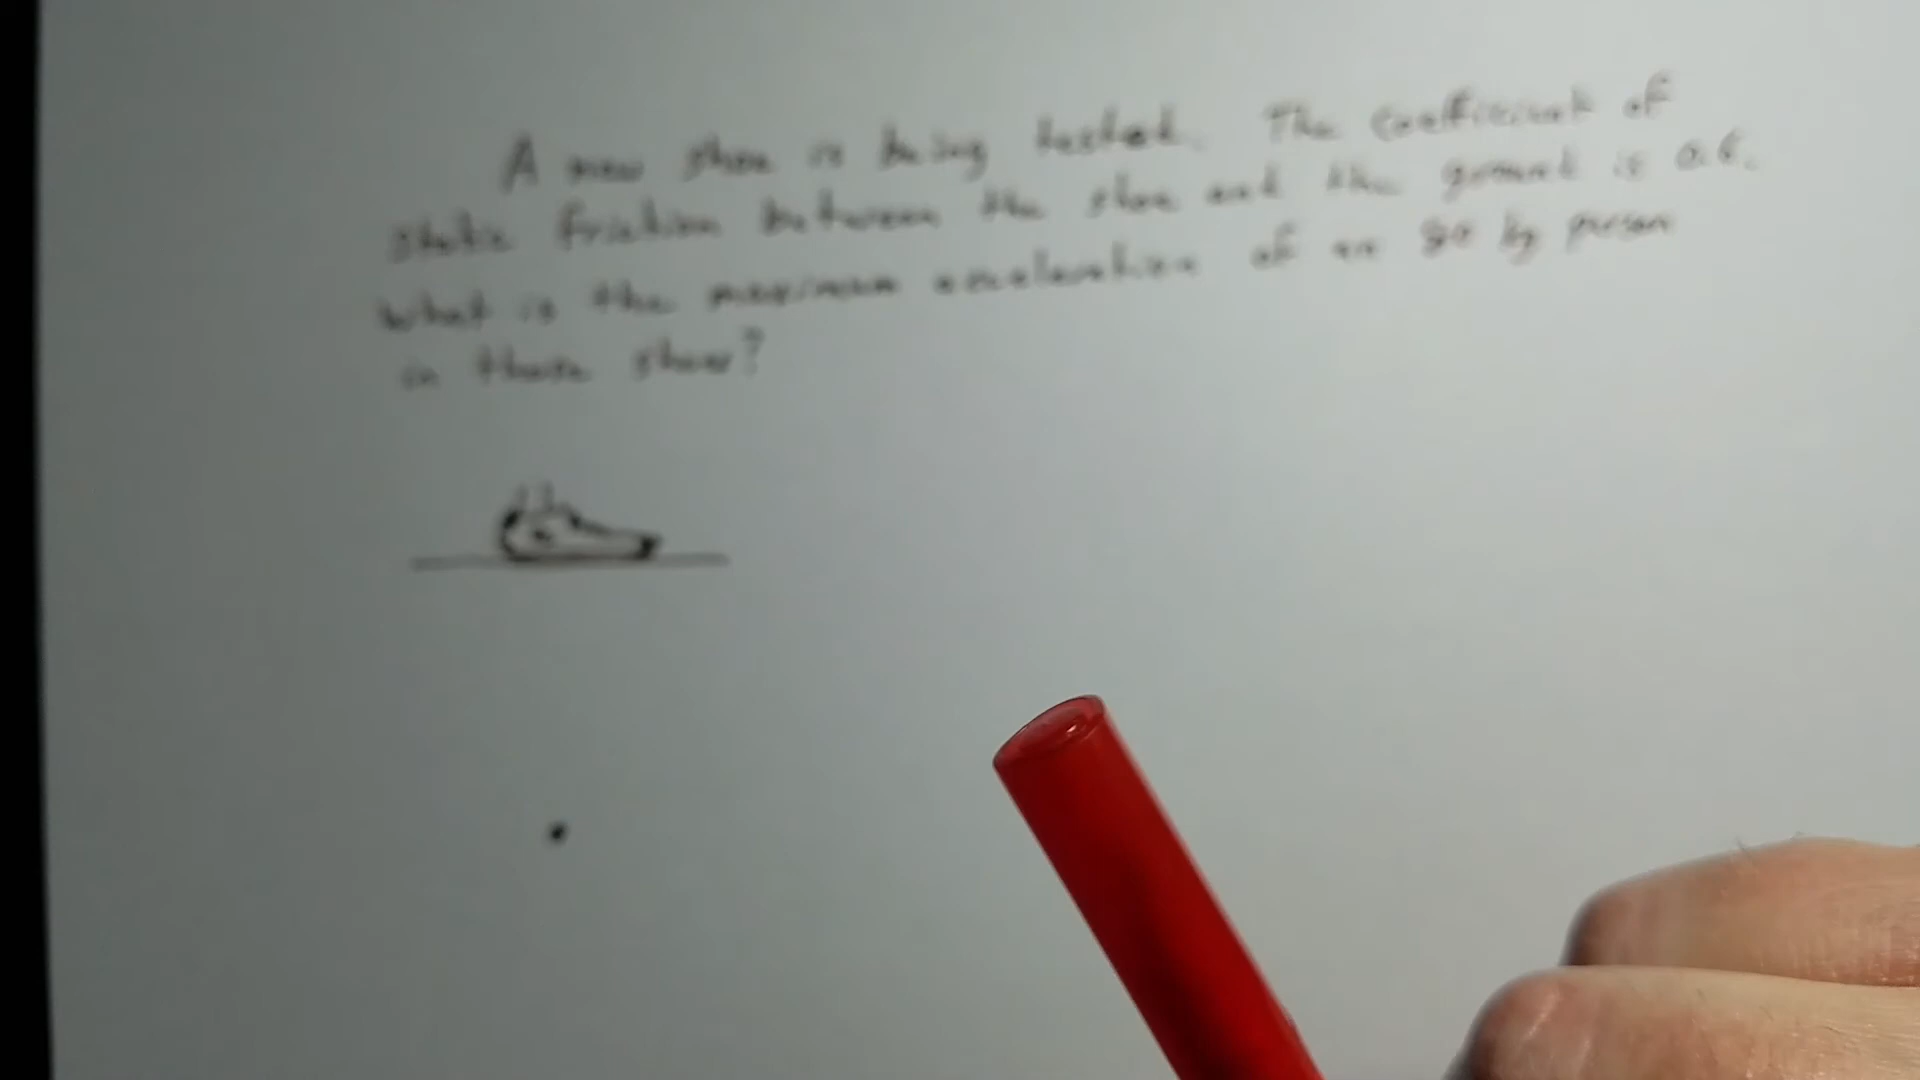 A new shoe is being tested. The coefficient of
static friction between the shoe and the ground is 0.6.
What is the maximum acceleration of an 80 kg person
in these shoes?